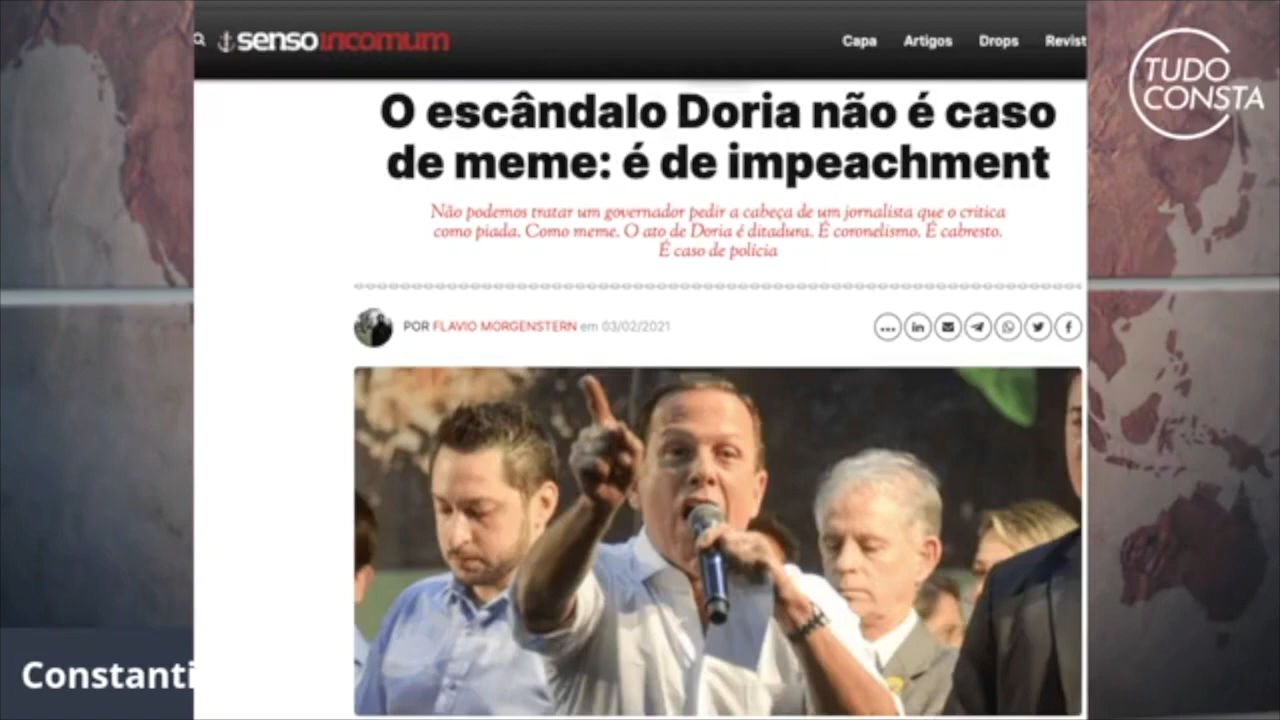 sensoincomum
Capa Artigos Drops Revist
TUDO
CONSTA
O escândalo Doria não é caso
de meme: é de impeachment
Não podemos tratar um governador pedir a cabeça de um jornalista que o critica
como piada. Como meme. O ato de Doria é ditadura. É coronelismo. É cabresto.
É caso de polícia
POR FLAVIO MORGENSTERN em 03/02/2021
Constanti